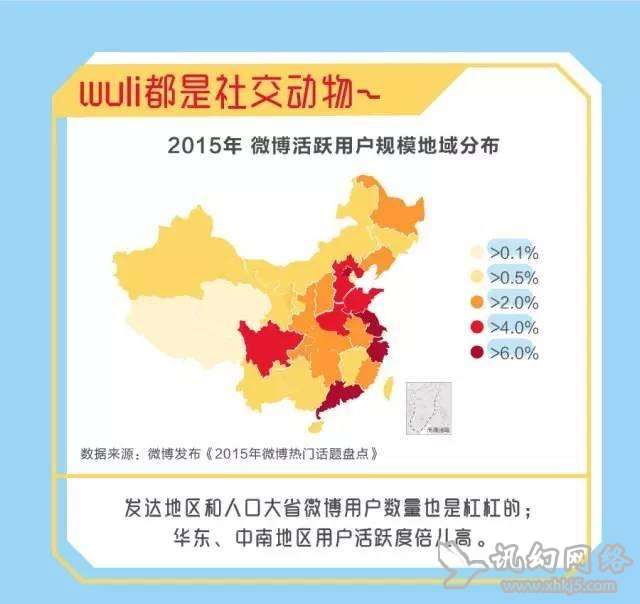 wuli都是社交动物~
2015年 微博活跃用户规模地域分布
>0.1%
>0.5%
>2.0%
>4.0%
>6.0%
数据来源：微博发布《2015年微博热门话题盘点》
发达地区和人口大省微博用户数量也是杠杠的；
华东、中南地区用户活跃度倍儿高。
讯幻网络
www.xhkj5.com